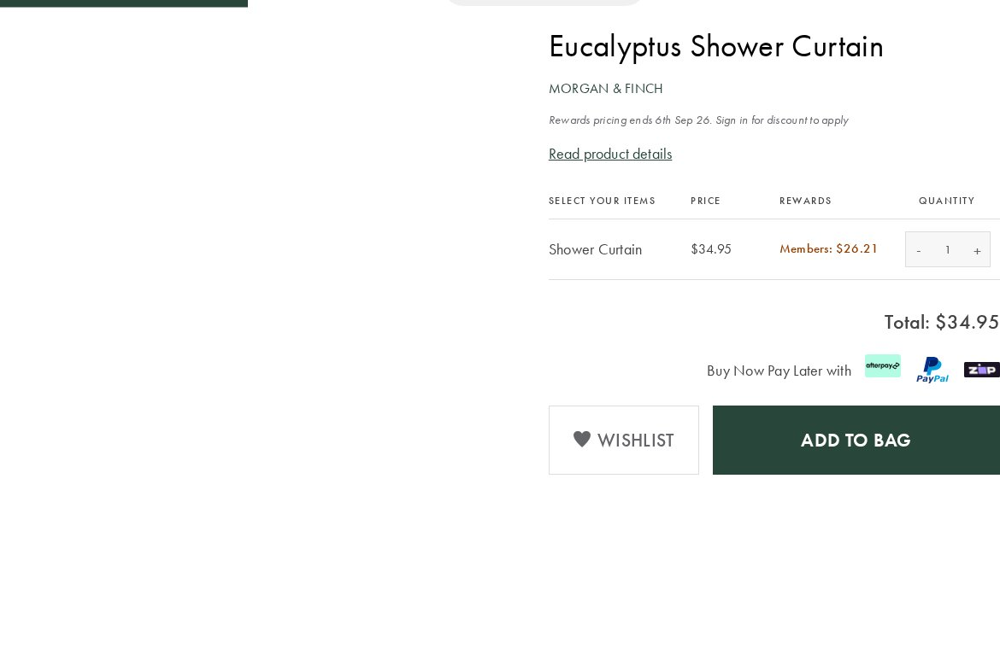 Eucalyptus Shower Curtain
MORGAN & FINCH
Rewards pricing ends 6th Sep 26. Sign in for discount to apply
Read product details
SELECT YOUR ITEMS PRICE REWARDS QUANTITY
Shower Curtain $34.95 Members: $26.21 - 1 +
Total: $34.95
Buy Now Pay Later with afterpay PayPal ZIP
WISHLIST ADD TO BAG